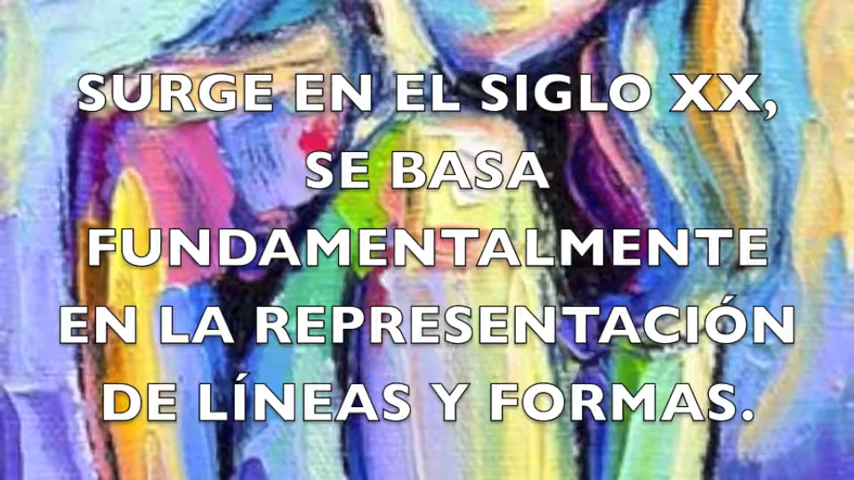 SURGE EN EL SIGLO XX,
SE BASA
FUNDAMENTALMENTE
EN LA REPRESENTACIÓN
DE LÍNEAS Y FORMAS.